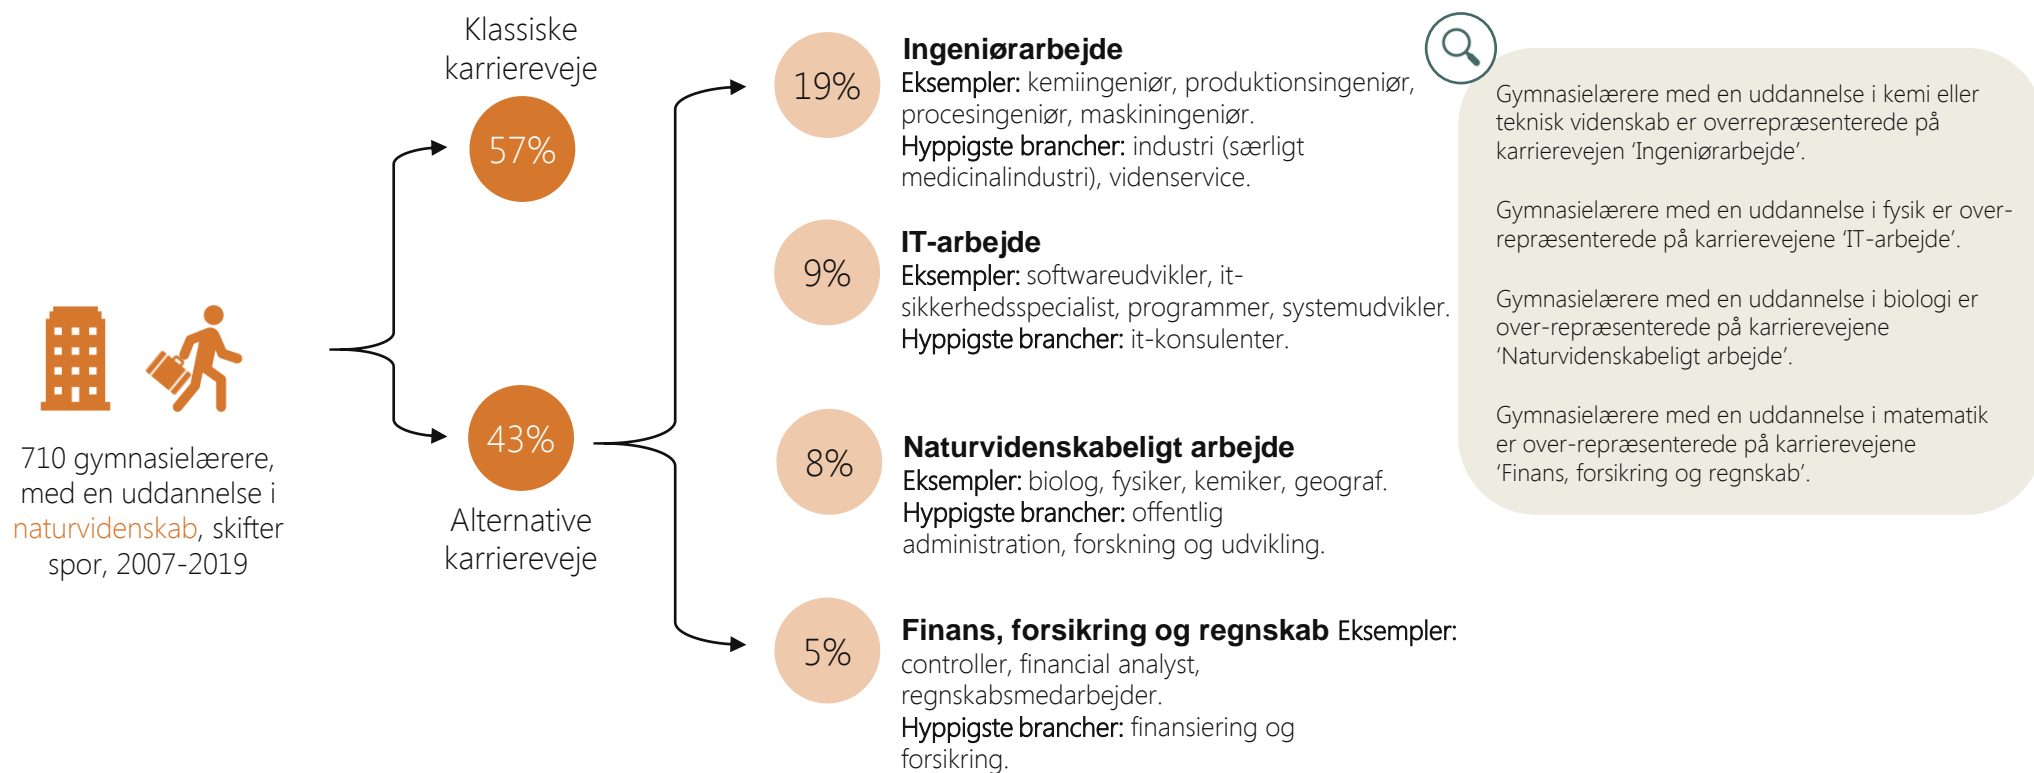 710 gymnasielærere,
med en uddannelse i
naturvidenskab, skifter
spor, 2007-2019
Klassiske
karriereveje
57%
43%
Alternative
karriereveje
19%
Ingeniørarbejde
Eksempler: kemiingeniør, produktionsingeniør,
procesingeniør, maskiningeniør.
Hyppigste brancher: industri (særligt
medicinalindustri), videnservice.
9%
IT-arbejde
Eksempler: softwareudvikler, it-
sikkerhedsspecialist, programmer, systemudvikler.
Hyppigste brancher: it-konsulenter.
8%
Naturvidenskabeligt arbejde
Eksempler: biolog, fysiker, kemiker, geograf.
Hyppigste brancher: offentlig
administration, forskning og udvikling.
5%
Finans, forsikring og regnskab Eksempler:
controller, financial analyst,
regnskabsmedarbejder.
Hyppigste brancher: finansiering og
forsikring.
Gymnasielærere med en uddannelse i kemi eller
teknisk videnskab er overrepræsenterede på
karrierevejen ‘Ingeniørarbejde’.
Gymnasielærere med en uddannelse i fysik er over-
repræsenterede på karrierevejene ‘IT-arbejde’.
Gymnasielærere med en uddannelse i biologi er
over-repræsenterede på karrierevejene
‘Naturvidenskabeligt arbejde’.
Gymnasielærere med en uddannelse i matematik
er over-repræsenterede på karrierevejene
‘Finans, forsikring og regnskab’.